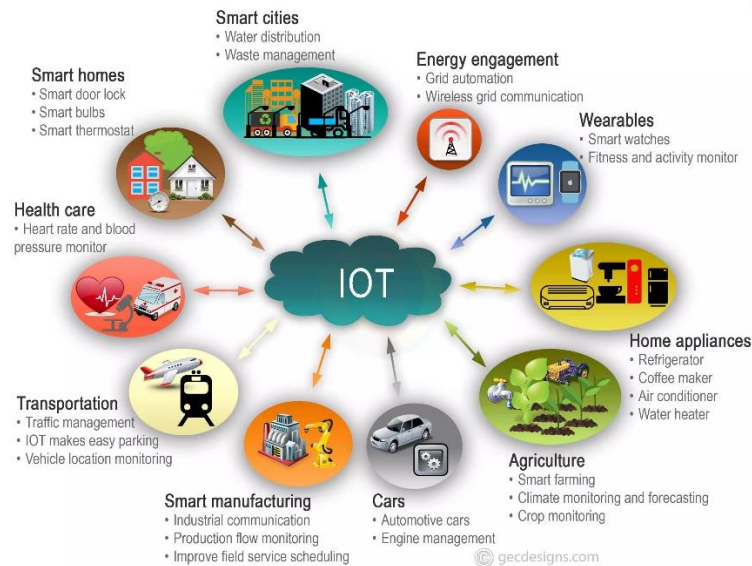 Smart cities
• Water distribution
• Waste management
Energy engagement
• Grid automation
• Wireless grid communication
Smart homes
• Smart door lock
• Smart bulbs
• Smart thermostat
Wearables
• Smart watches
• Fitness and activity monitor
Health care
• Heart rate and blood
pressure monitor
IOT
Home appliances
• Refrigerator
• Coffee maker
• Air conditioner
• Water heater
Transportation
• Traffic management
• IOT makes easy parking
• Vehicle location monitoring
Agriculture
• Smart farming
• Climate monitoring and forecasting
• Crop monitoring
Smart manufacturing
• Industrial communication
• Production flow monitoring
• Improve field service scheduling
Cars
• Automotive cars
• Engine management
© gecdesigns.com